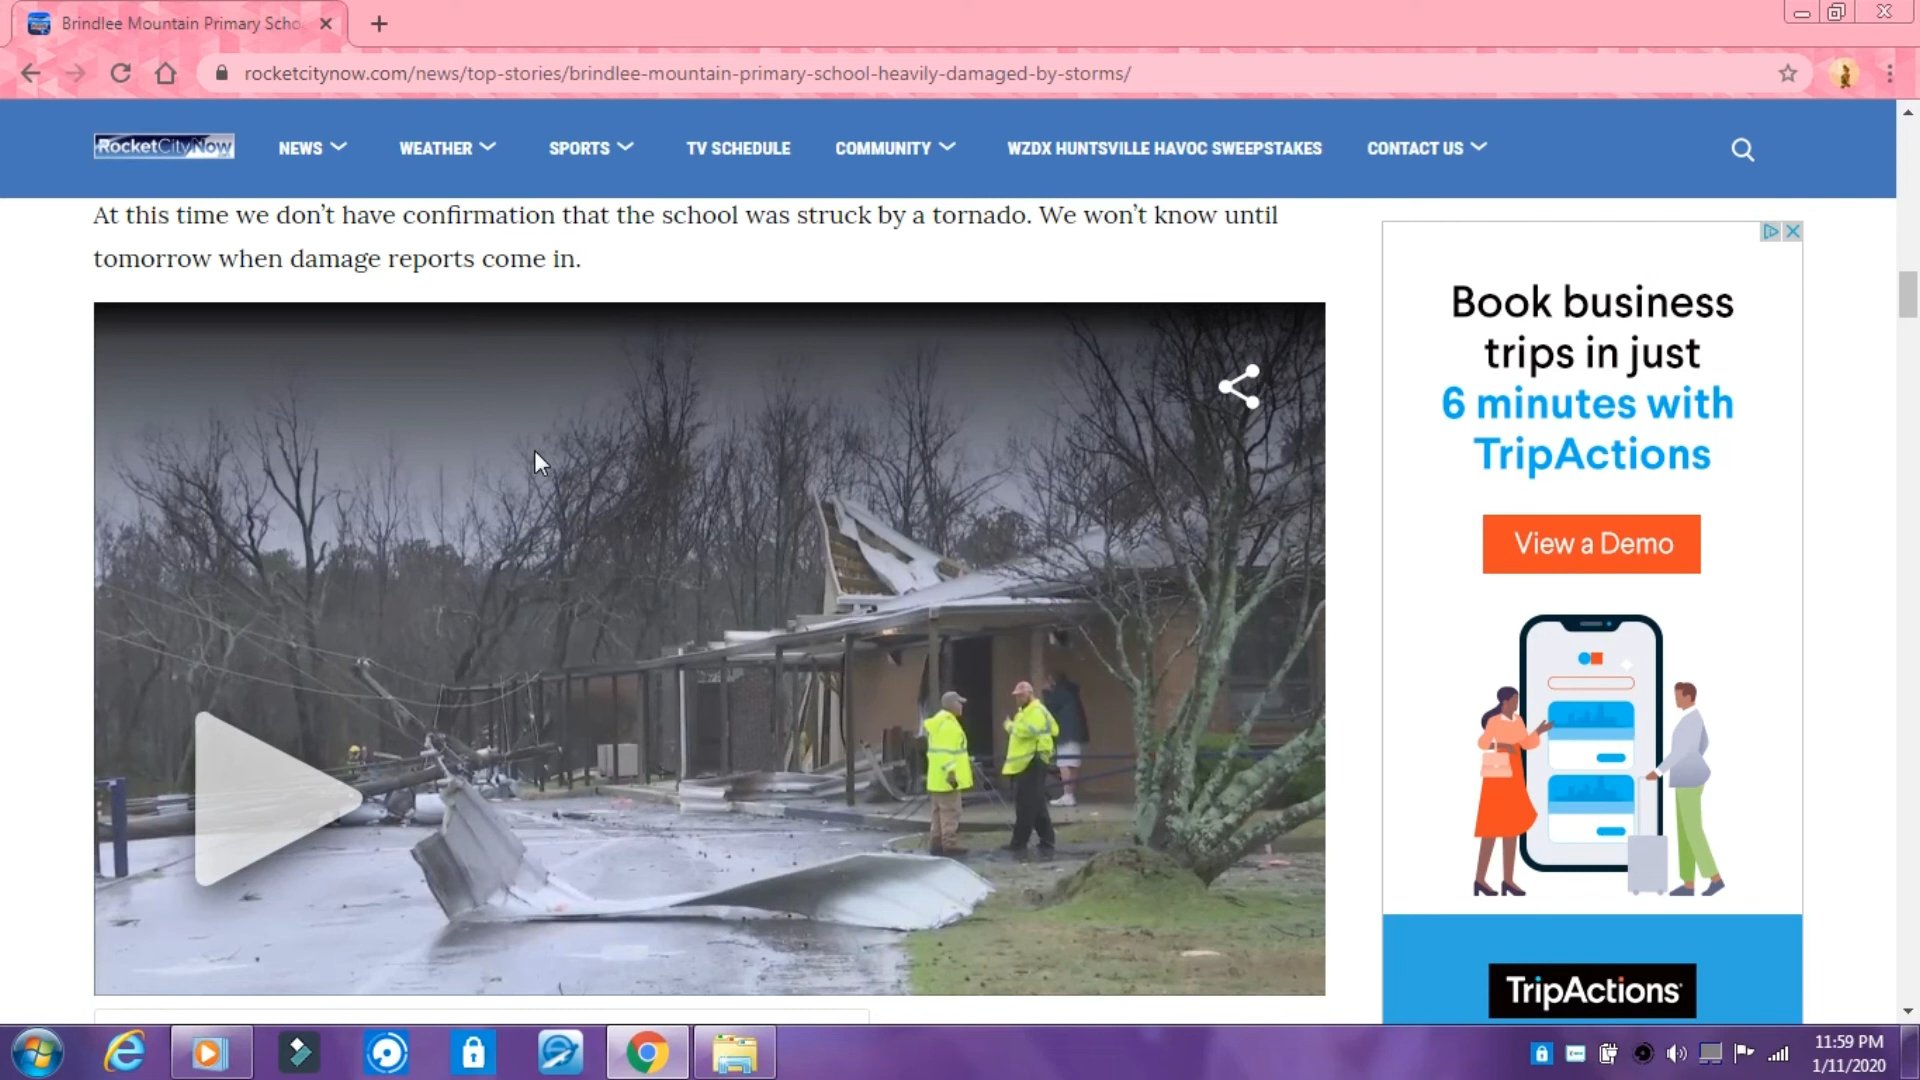 Brindlee Mountain Primary Scho
rocketcitynow.com/news/top-stories/brindlee-mountain-primary-school-heavily-damaged-by-storms/
RocketCityNow
NEWS
WEATHER
SPORTS
TV SCHEDULE
COMMUNITY
WZDX HUNTSVILLE HAVOC SWEEPSTAKES
CONTACT US
At this time we don’t have confirmation that the school was struck by a tornado. We won’t know until
tomorrow when damage reports come in.
Book business
trips in just
6 minutes with
TripActions
View a Demo
TripActions
11:59 PM
1/11/2020